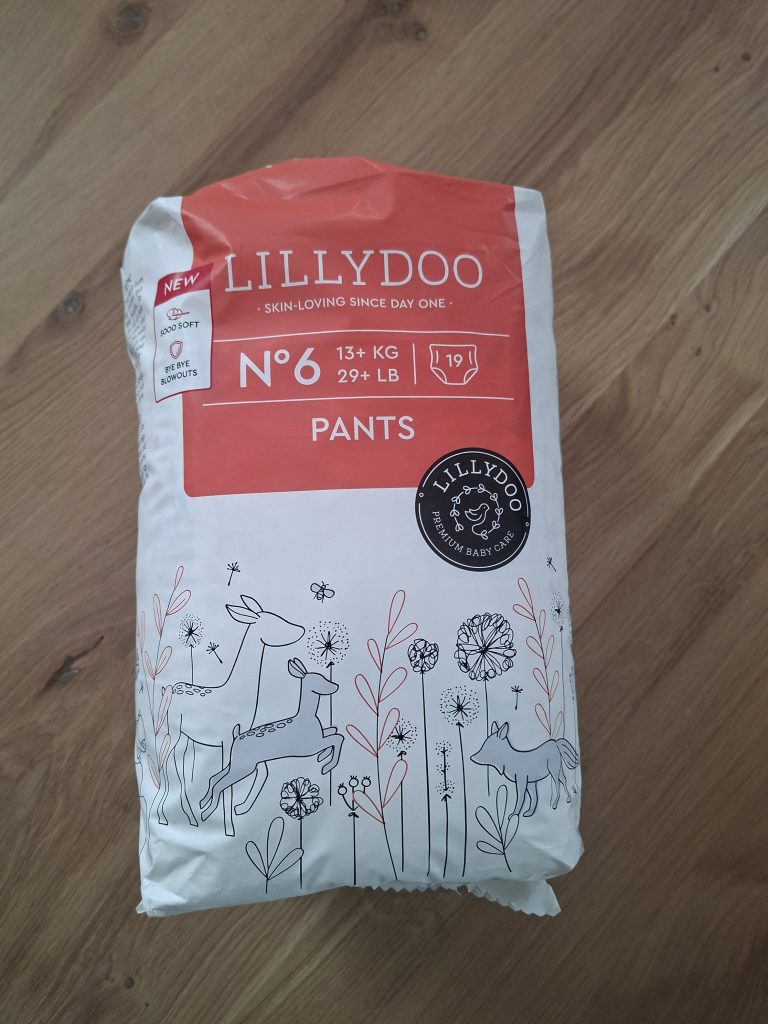 LILLYDOO
· SKIN-LOVING SINCE DAY ONE ·
NEW
SOOO SOFT
BYE BYE
BLOWOUTS
Nº6
13+ KG
29+ LB
19
PANTS
LILLYDOO
PREMIUM BABY CARE